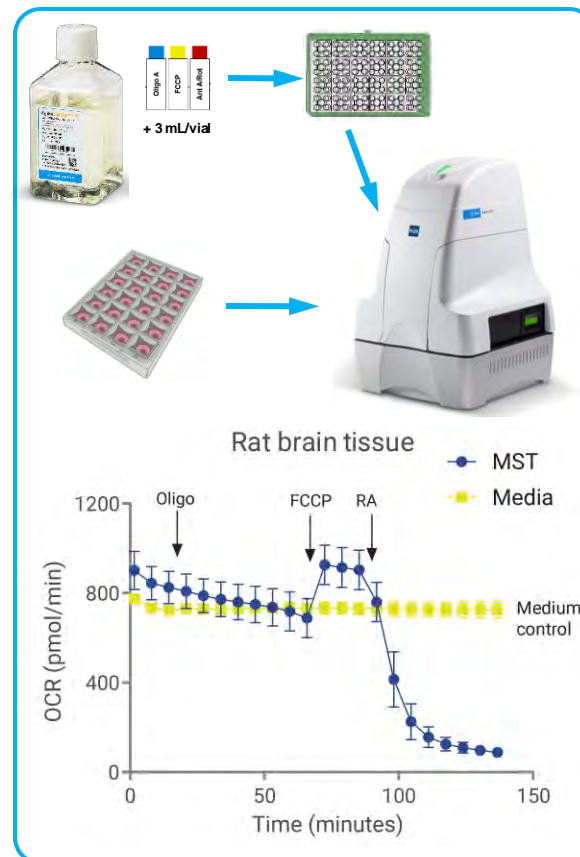 Oligo A
FCCP
Ant A/Rot
+ 3 mL/vial
Rat brain tissue
MST
Media
Oligo
FCCP
RA
1200
800
400
0
OCR (pmol/min)
Medium
control
0
50
100
150
Time (minutes)